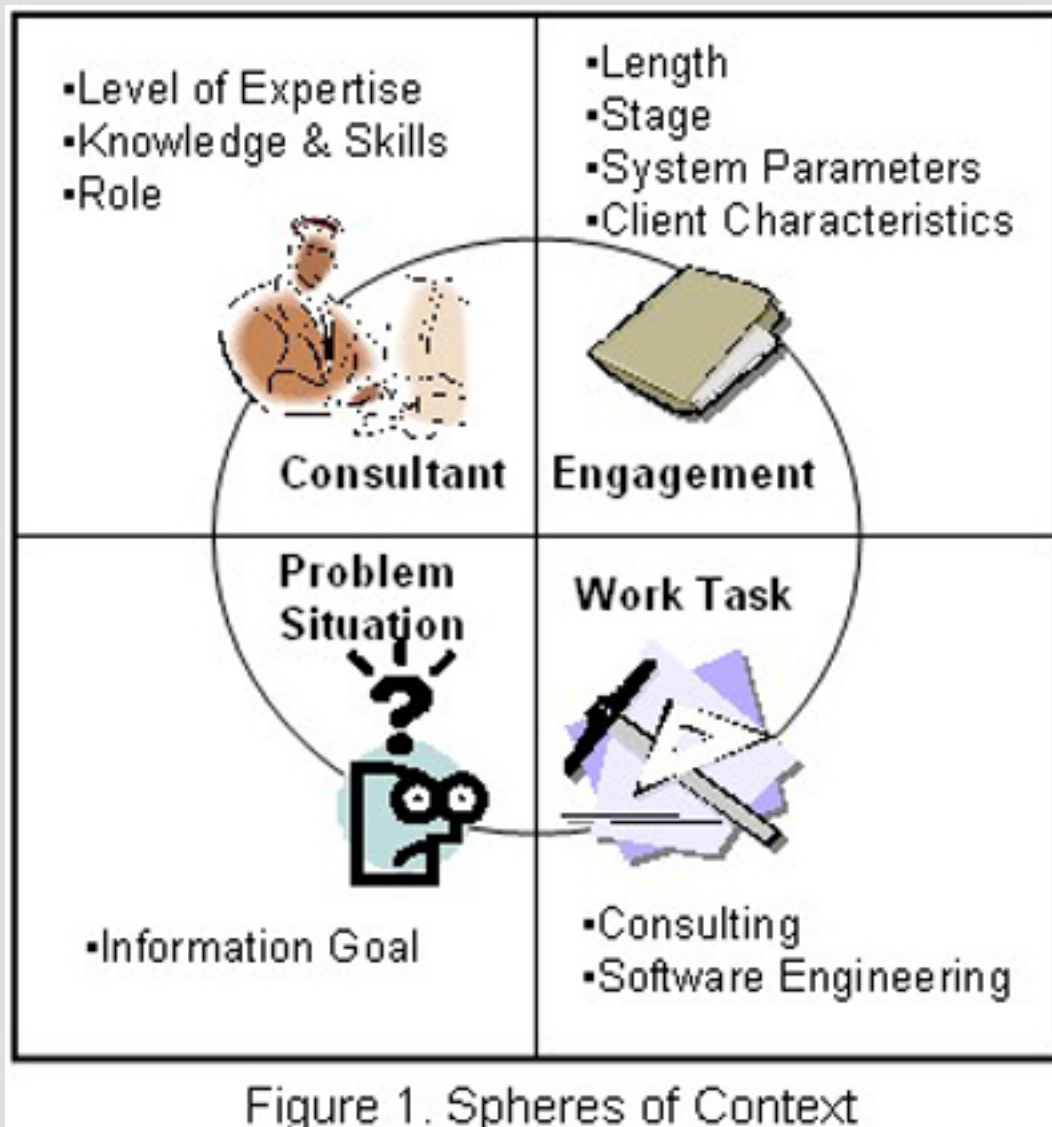 ▪Level of Expertise
▪Knowledge & Skills
▪Role
Consultant
▪Length
▪Stage
▪System Parameters
▪Client Characteristics
Engagement
Problem
Situation
?
▪Information Goal
Work Task
▪Consulting
▪Software Engineering
Figure 1. Spheres of Context